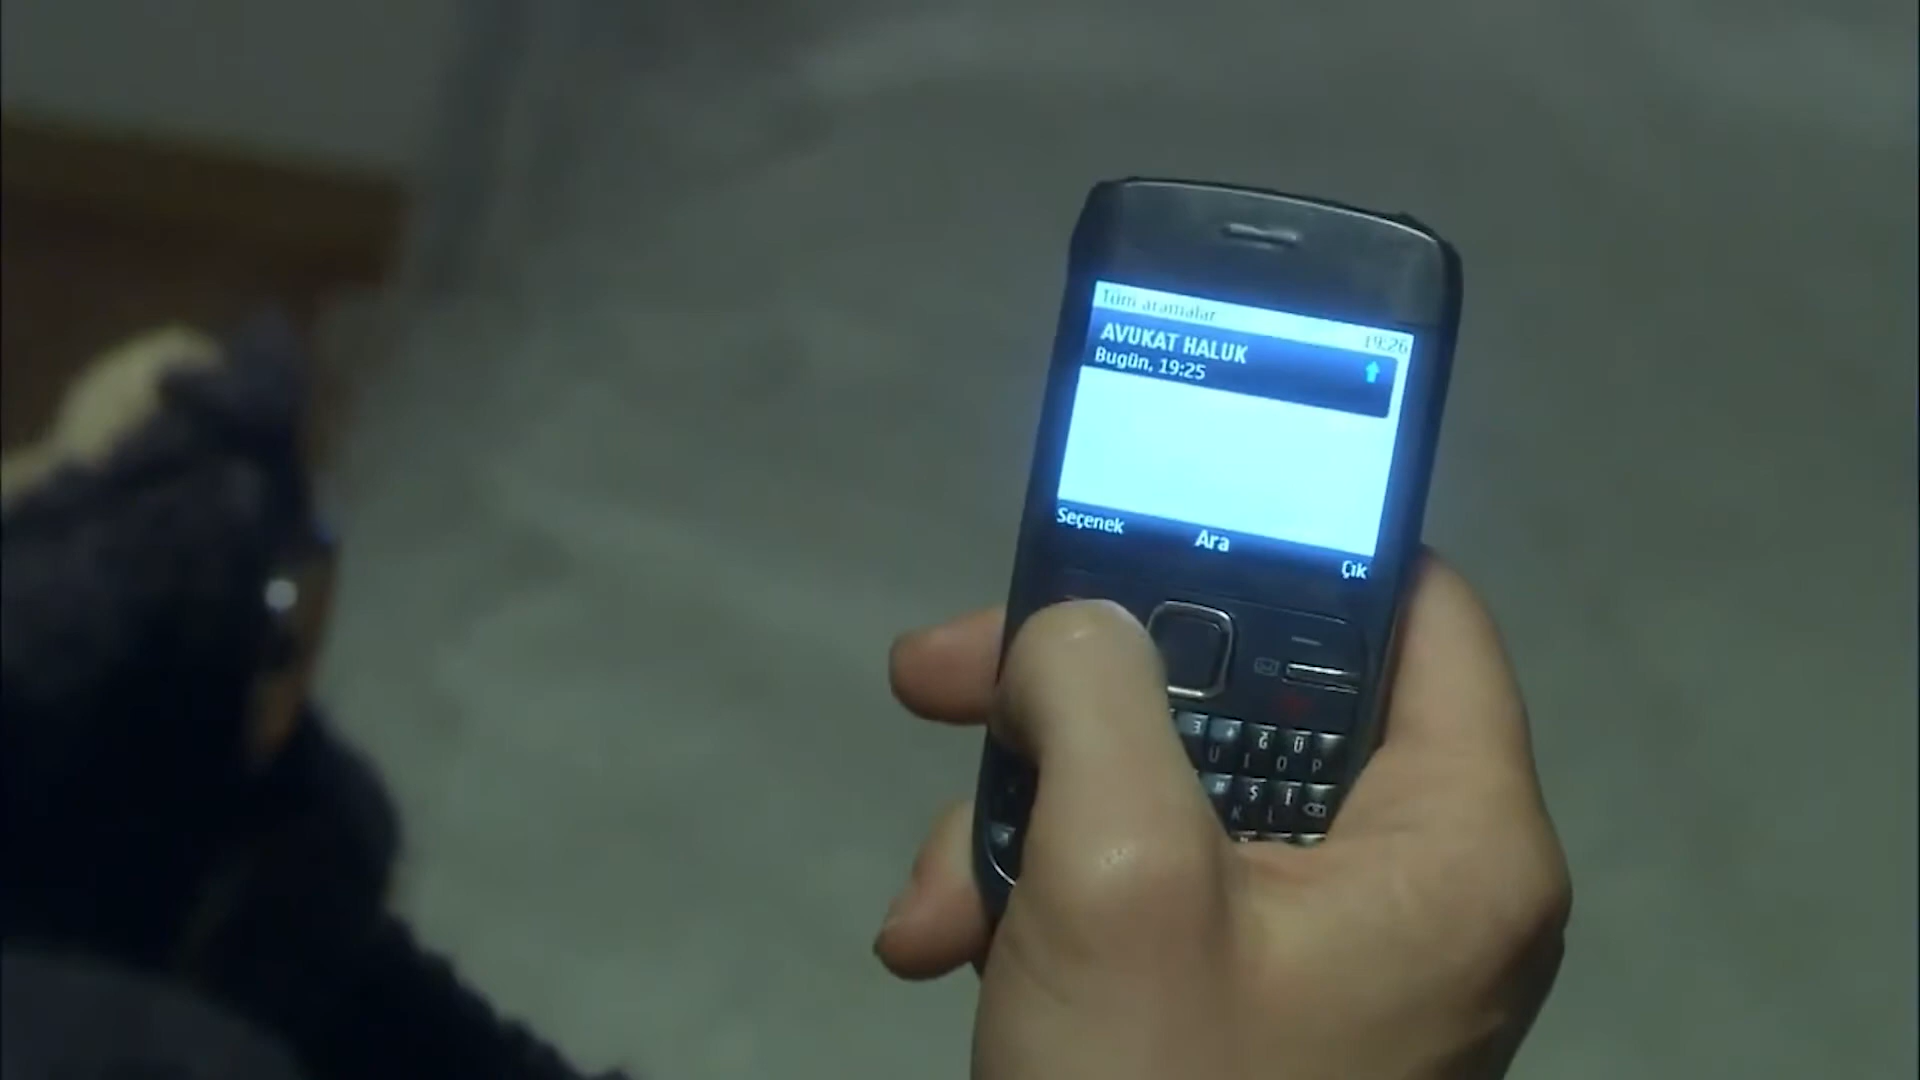 Tüm aramalar
19:26
AVUKAT HALUK
Bugün, 19:25
Seçenek Ara Çık
Ğ Ü
U I O P
# $ İ
K L